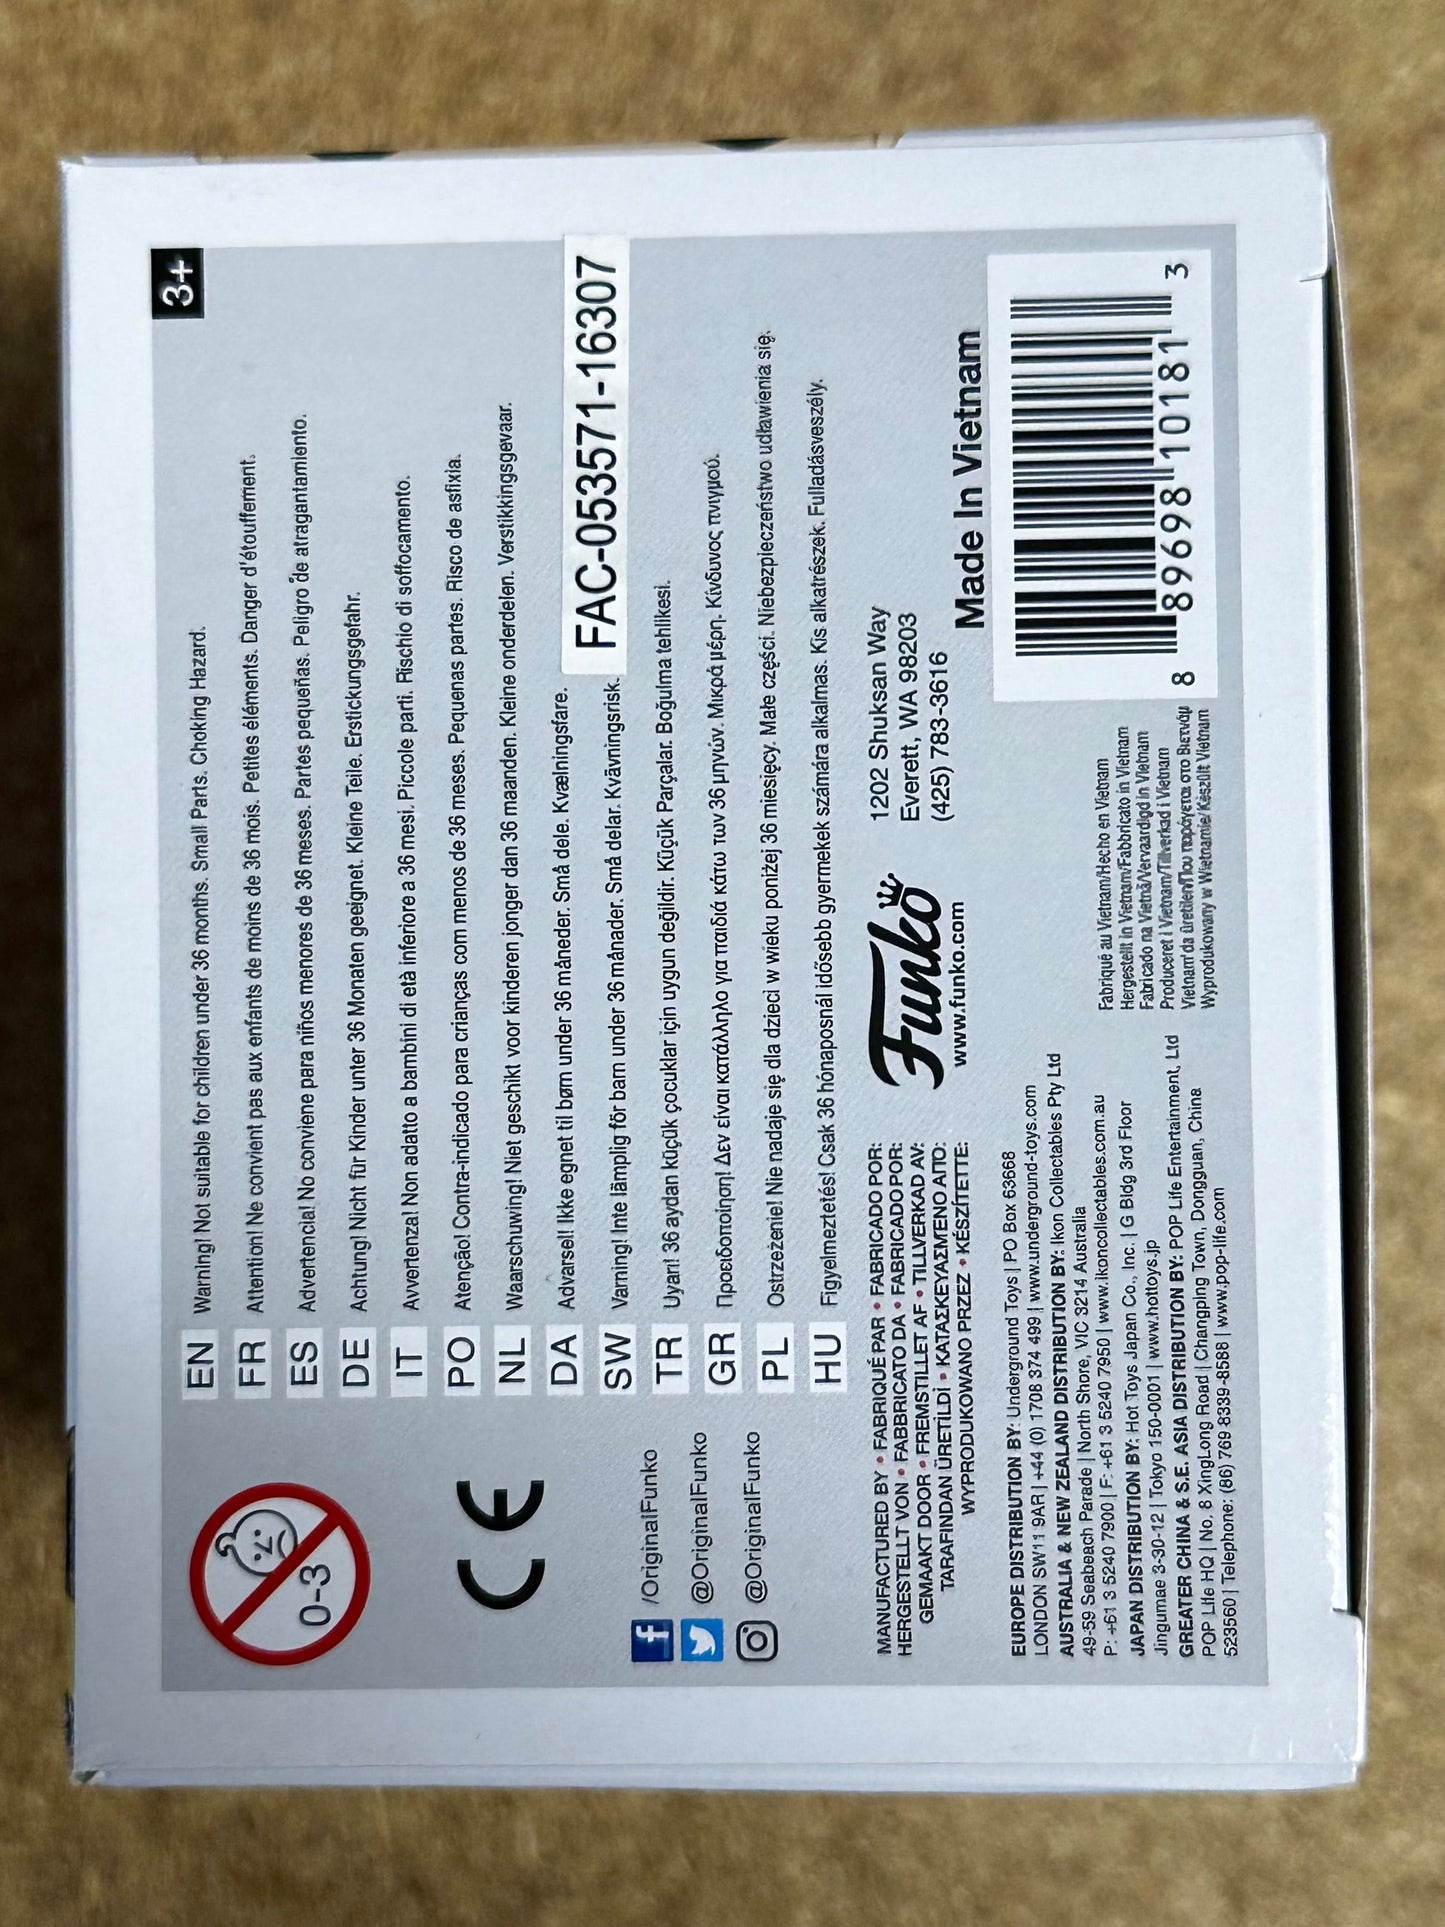 3+
0-3
EN Warning! Not suitable for children under 36 months. Small Parts. Choking Hazard.
FR Attention! Ne convient pas aux enfants de moins de 36 mois. Petites éléments. Danger d'étouffement.
ES Advertencia! No conviene para niños menores de 36 meses. Partes pequeñas. Peligro de atragantamiento.
DE Achtung! Nicht für Kinder unter 36 Monaten geeignet. Kleine Teile. Erstickungsgefahr.
IT Avvertenza! Non adatto a bambini di età inferiore a 36 mesi. Piccole parti. Rischio di soffocamento.
PO Atenção! Contra-indicado para crianças com menos de 36 meses. Pequenas partes. Risco de asfixia.
NL Waarschuwing! Niet geschikt voor kinderen jonger dan 36 maanden. Kleine onderdelen. Verstikkingsgevaar.
DA Advarsel! Ikke egnet til børn under 36 måneder. Små dele. Kvælningsfare.
SW Varning! Inte lämplig för barn under 36 månader. Små delar. Kvävningsrisk.
TR Uyarı! 36 aydan küçük çocuklar için uygun değildir. Küçük Parçalar. Boğulma tehlikesi.
GR Προειδοποίηση! Δεν είναι κατάλληλο για παιδιά κάτω των 36 μηνών. Μικρά μέρη. Κίνδυνος πνιγμού.
PL Ostrzeżenie! Nie nadaje się dla dzieci w wieku poniżej 36 miesięcy. Małe części. Niebezpieczeństwo udławienia się.
HU Figyelmeztetés! Csak 36 hónaposnál idősebb gyermekek számára alkalmas. Kis alkatrészek. Fulladásveszély.
FAC-053571-16307
CE
/OriginalFunko
@OriginalFunko
@OriginalFunko
MANUFACTURED BY • FABRIQUÉ PAR • FABRICADO POR:
HERGESTELLT VON • FABBRICATO DA • FABRICADO POR:
GEMAAKT DOOR • FREMSTILLET AF • TILLVERKAD AV:
TARAFINDAN ÜRETİLDİ • ΚΑΤΑΣΚΕΥΑΣΜΕΝΟ ΑΠΟ:
WYPRODUKOWANO PRZEZ • KÉSZÍTETTE:
Funko
www.funko.com
1202 Shuksan Way
Everett, WA 98203
(425) 783-3616
Made In Vietnam
EUROPE DISTRIBUTION BY: Underground Toys | PO Box 63668
LONDON SW11 9AR | +44 (0) 1708 374 499 | www.underground-toys.com
AUSTRALIA & NEW ZEALAND DISTRIBUTION BY: Ikon Collectables Pty Ltd
49-59 Seabeach Parade | North Shore, VIC 3214 Australia
P: +61 3 5240 7900 | F: +61 3 5240 7950 | www.ikoncollectables.com.au
JAPAN DISTRIBUTION BY: Hot Toys Japan Co., Inc. | G Bldg 3rd Floor
Jingumae 3-30-12 | Tokyo 150-0001 | www.hottoys.jp
GREATER CHINA & S.E. ASIA DISTRIBUTION BY: POP Life Entertainment, Ltd
POP Life HQ | No. 8 XingLong Road | Changping Town, Dongguan, China
523560 | Telephone: (86) 769 8339-8588 | www.pop-life.com
Fabriqué au Vietnam/Hecho en Vietnam
Hergestellt in Vietnam/Fabbricato in Vietnam
Fabricado na Vietnã/Vervaardigd in Vietnam
Produceret i Vietnam/Tillverkad i Vietnam
Vietnam'da üretilen/Που παράγεται στο Βιετνάμ
Wyprodukowany w Wietnamie/Készült Vietnam
8 89698 10181 3